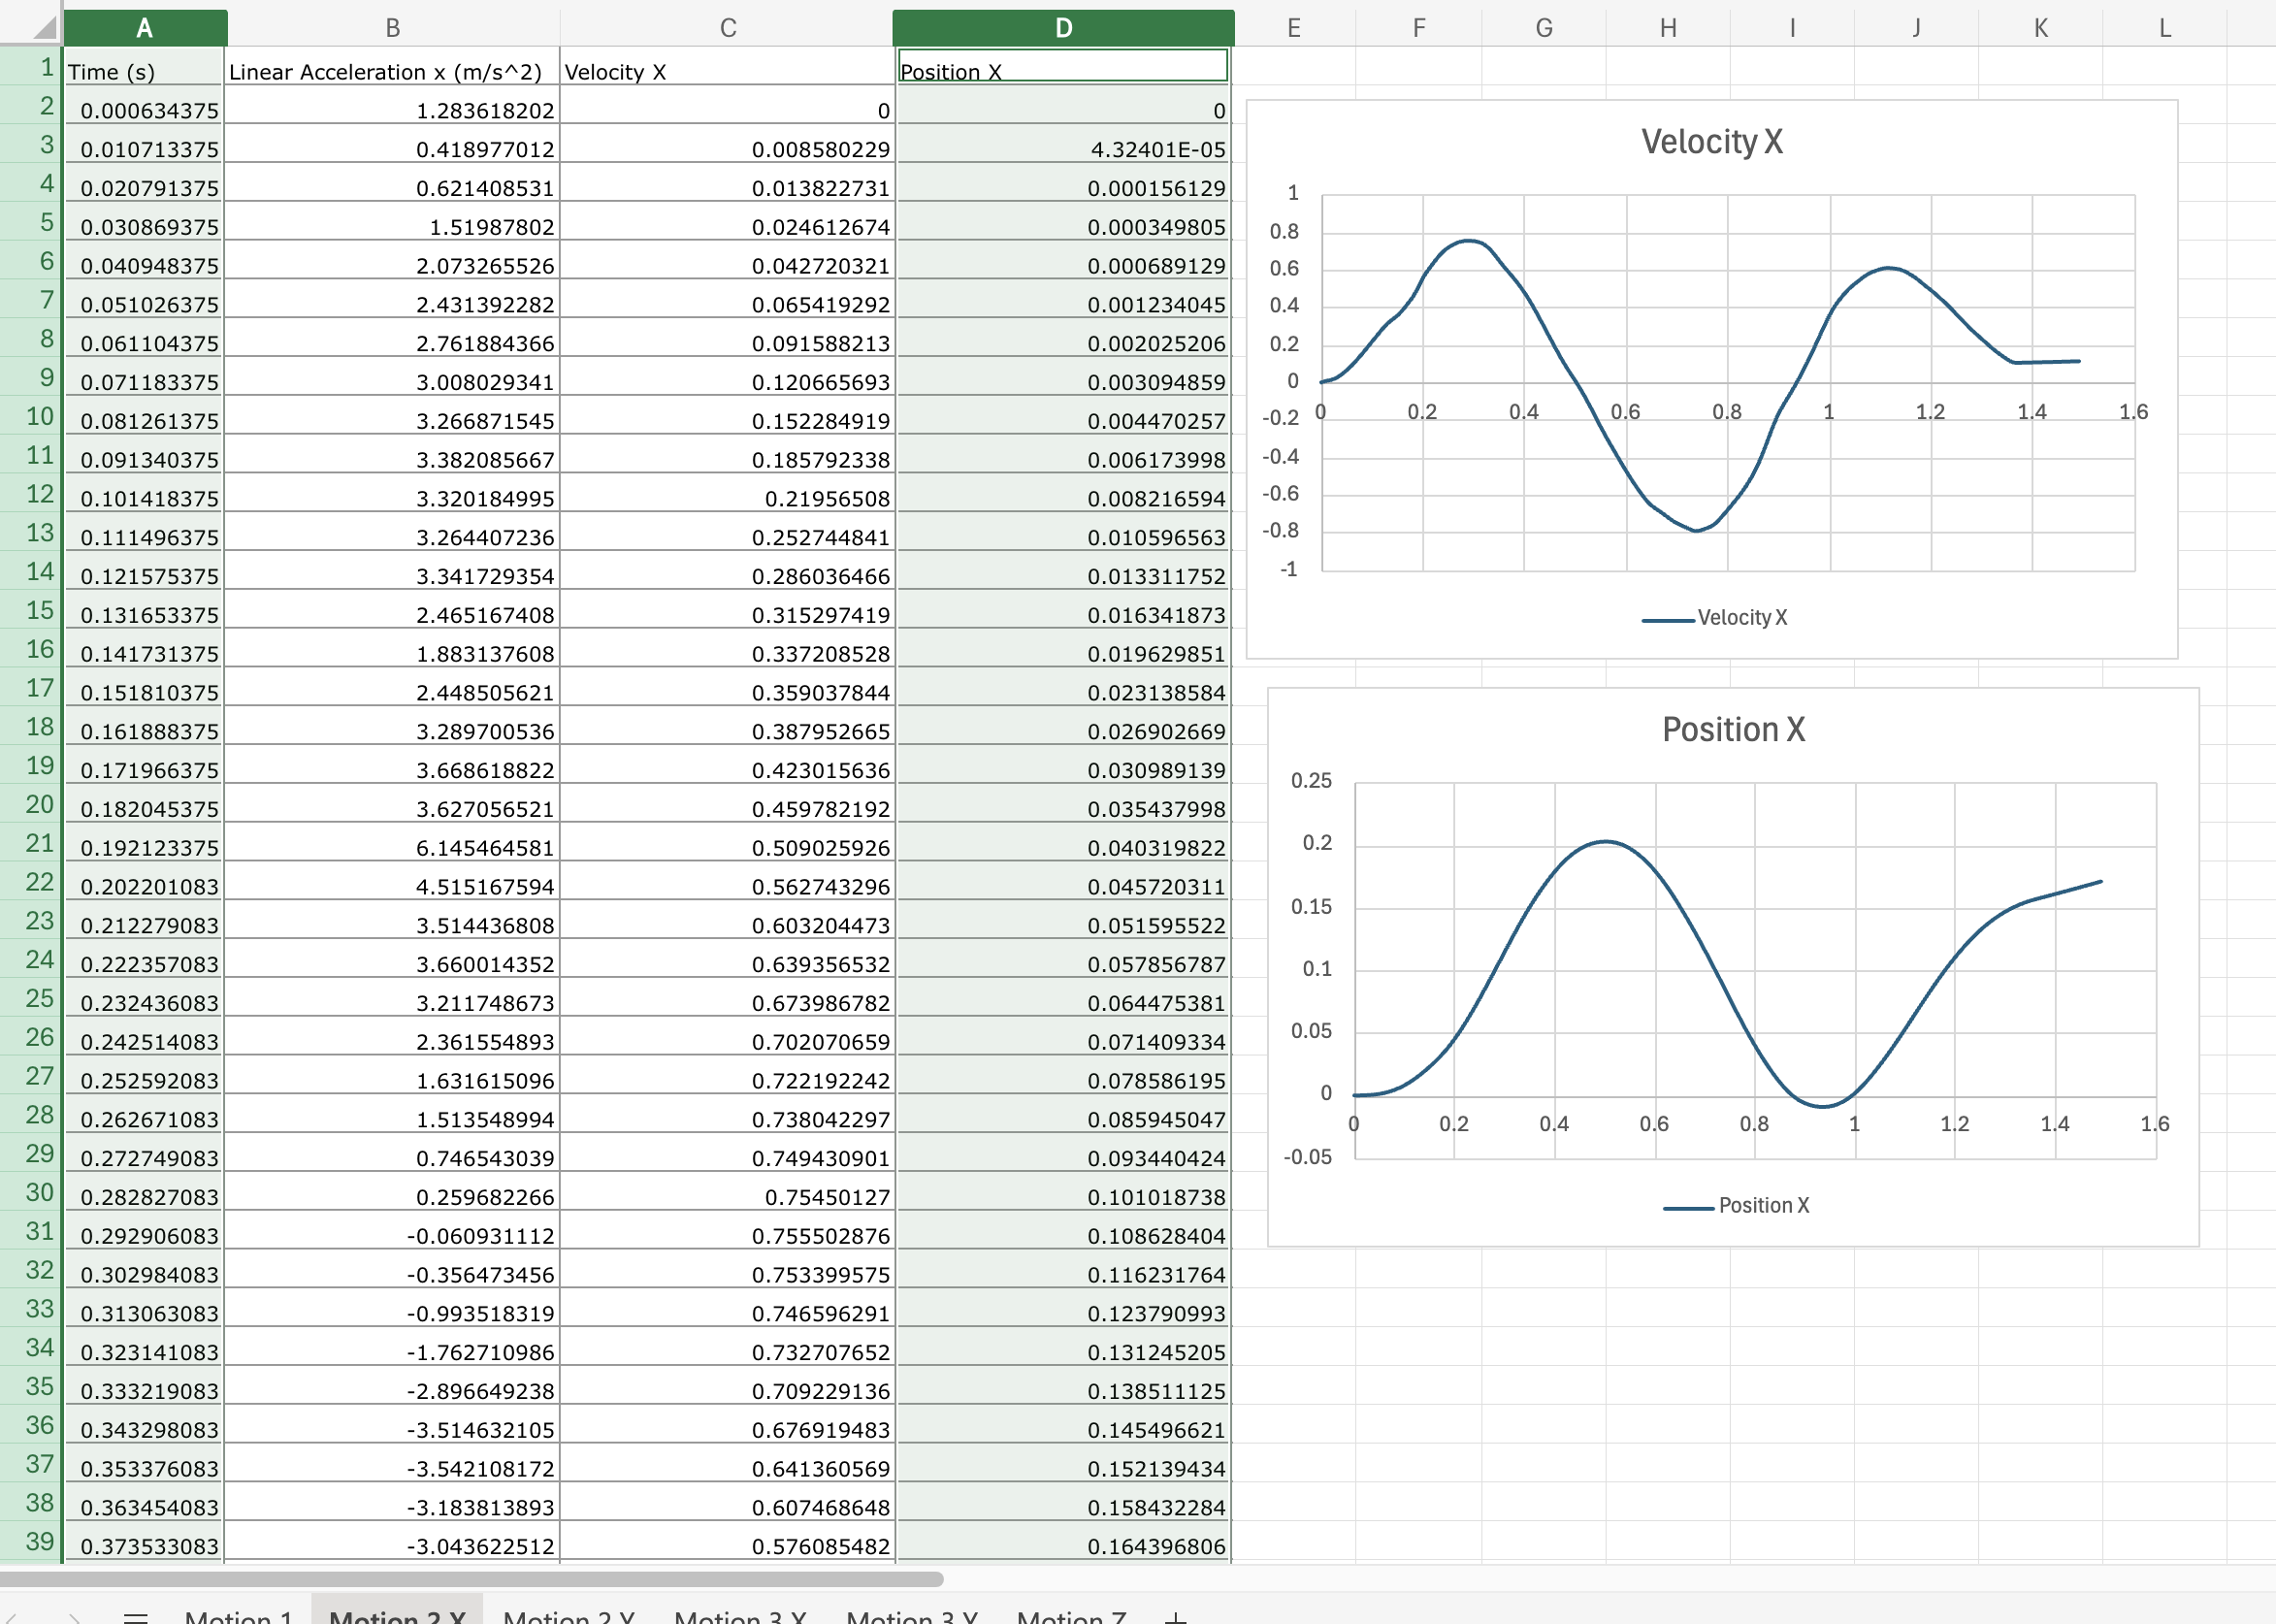 A B C D E F G H I J K L
1 Time (s) Linear Acceleration x (m/s^2) Velocity X Position X
2 0.000634375 1.283618202 0 0
3 0.010713375 0.418977012 0.008580229 4.32401E-05
4 0.020791375 0.621408531 0.013822731 0.000156129
5 0.030869375 1.51987802 0.024612674 0.000349805
6 0.040948375 2.073265526 0.042720321 0.000689129
7 0.051026375 2.431392282 0.065419292 0.001234045
8 0.061104375 2.761884366 0.091588213 0.002025206
9 0.071183375 3.008029341 0.120665693 0.003094859
10 0.081261375 3.266871545 0.152284919 0.004470257
11 0.091340375 3.382085667 0.185792338 0.006173998
12 0.101418375 3.320184995 0.21956508 0.008216594
13 0.111496375 3.264407236 0.252744841 0.010596563
14 0.121575375 3.341729354 0.286036466 0.013311752
15 0.131653375 2.465167408 0.315297419 0.016341873
16 0.141731375 1.883137608 0.337208528 0.019629851
17 0.151810375 2.448505621 0.359037844 0.023138584
18 0.161888375 3.289700536 0.387952665 0.026902669
19 0.171966375 3.668618822 0.423015636 0.030989139
20 0.182045375 3.627056521 0.459782192 0.035437998
21 0.192123375 6.145464581 0.509025926 0.040319822
22 0.202201083 4.515167594 0.562743296 0.045720311
23 0.212279083 3.514436808 0.603204473 0.051595522
24 0.222357083 3.660014352 0.639356532 0.057856787
25 0.232436083 3.211748673 0.673986782 0.064475381
26 0.242514083 2.361554893 0.702070659 0.071409334
27 0.252592083 1.631615096 0.722192242 0.078586195
28 0.262671083 1.513548994 0.738042297 0.085945047
29 0.272749083 0.746543039 0.749430901 0.093440424
30 0.282827083 0.259682266 0.75450127 0.101018738
31 0.292906083 -0.060931112 0.755502876 0.108628404
32 0.302984083 -0.356473456 0.753399575 0.116231764
33 0.313063083 -0.993518319 0.746596291 0.123790993
34 0.323141083 -1.762710986 0.732707652 0.131245205
35 0.333219083 -2.896649238 0.709229136 0.138511125
36 0.343298083 -3.514632105 0.676919483 0.145496621
37 0.353376083 -3.542108172 0.641360569 0.152139434
38 0.363454083 -3.183813893 0.607468648 0.158432284
39 0.373533083 -3.043622512 0.576085482 0.164396806
Velocity X
1
0.8
0.6
0.4
0.2
0
0 0.2 0.4 0.6 0.8 1 1.2 1.4 1.6
-0.2
-0.4
-0.6
-0.8
-1
Velocity X
Position X
0.25
0.2
0.15
0.1
0.05
0
0 0.2 0.4 0.6 0.8 1 1.2 1.4 1.6
-0.05
Position X
Motion 1 Motion 2 X Motion 2 Y Motion 3 X Motion 3 Y Motion 7